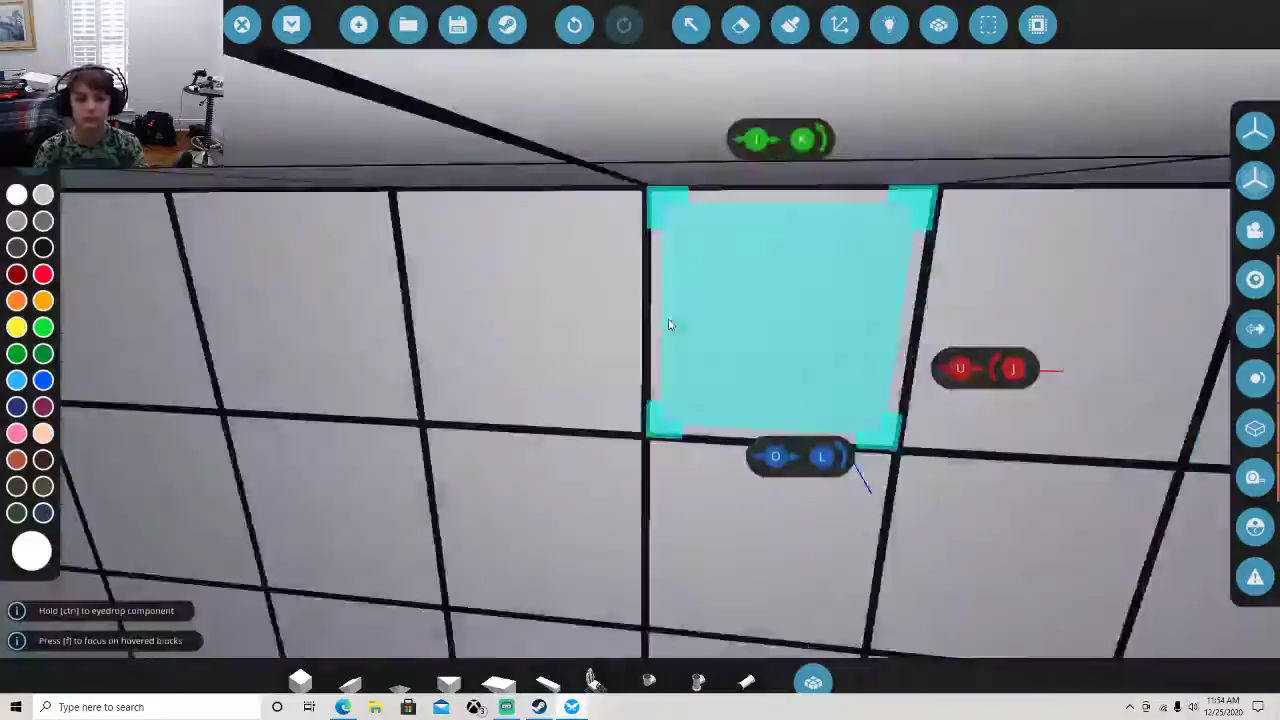 I K
U J
O L
Hold [ctrl] to eyedrop component
Press [f] to focus on hovered blocks
Type here to search
11:54 AM
12/25/2020